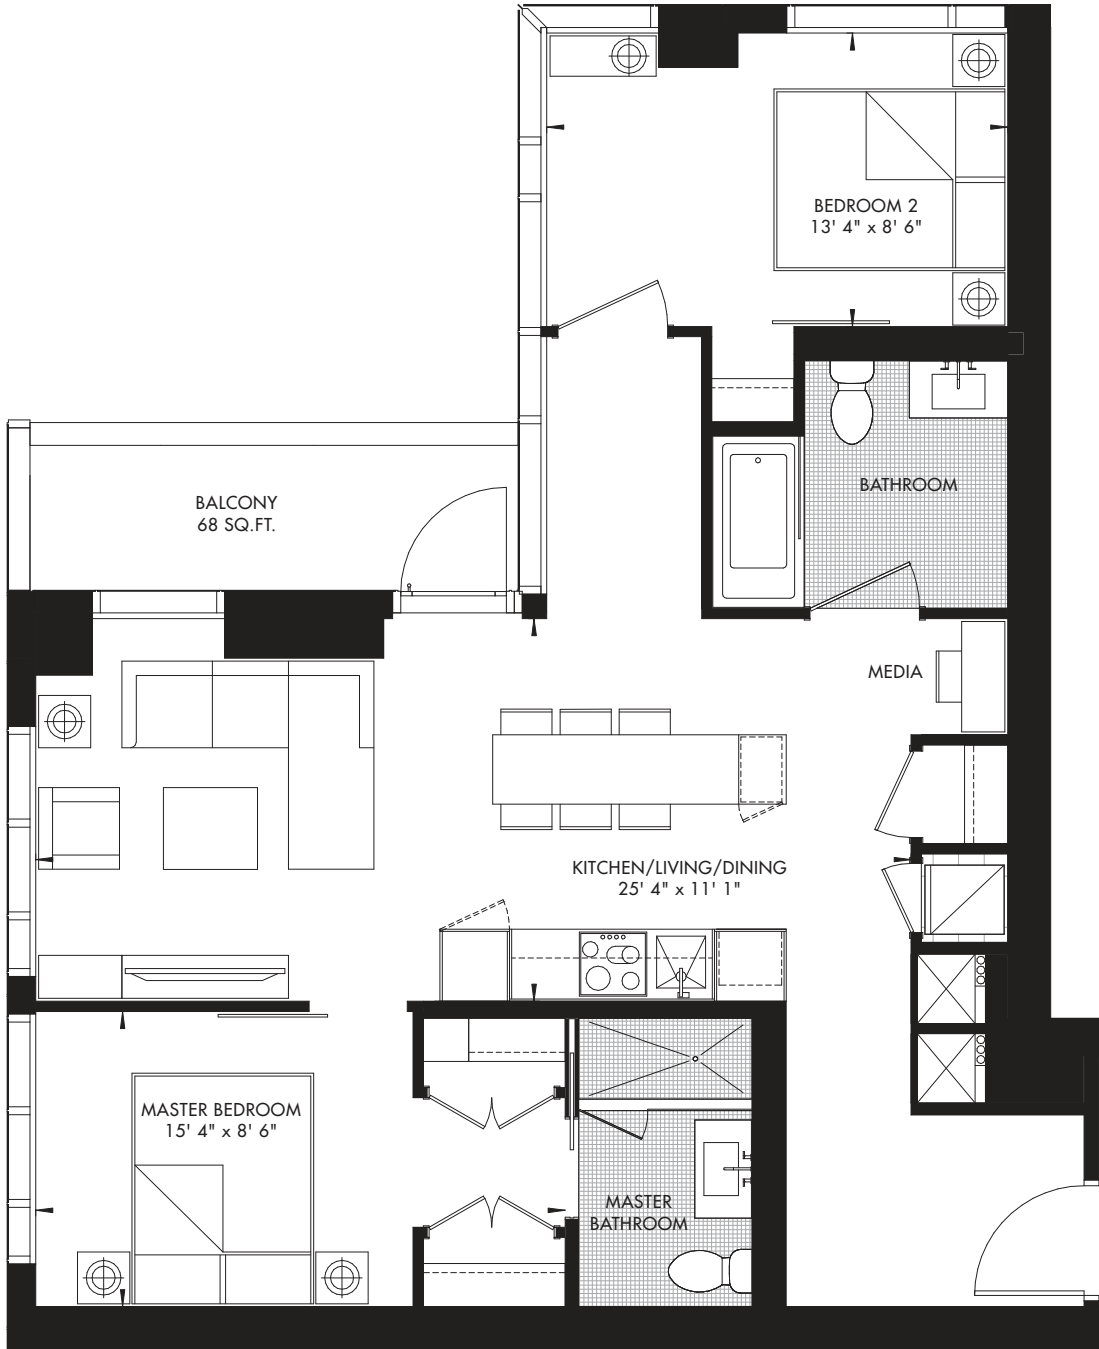 BEDROOM 2
13' 4" x 8' 6"
BATHROOM
BALCONY
68 SQ.FT.
MEDIA
KITCHEN/LIVING/DINING
25' 4" x 11' 1"
MASTER BEDROOM
15' 4" x 8' 6"
MASTER
BATHROOM